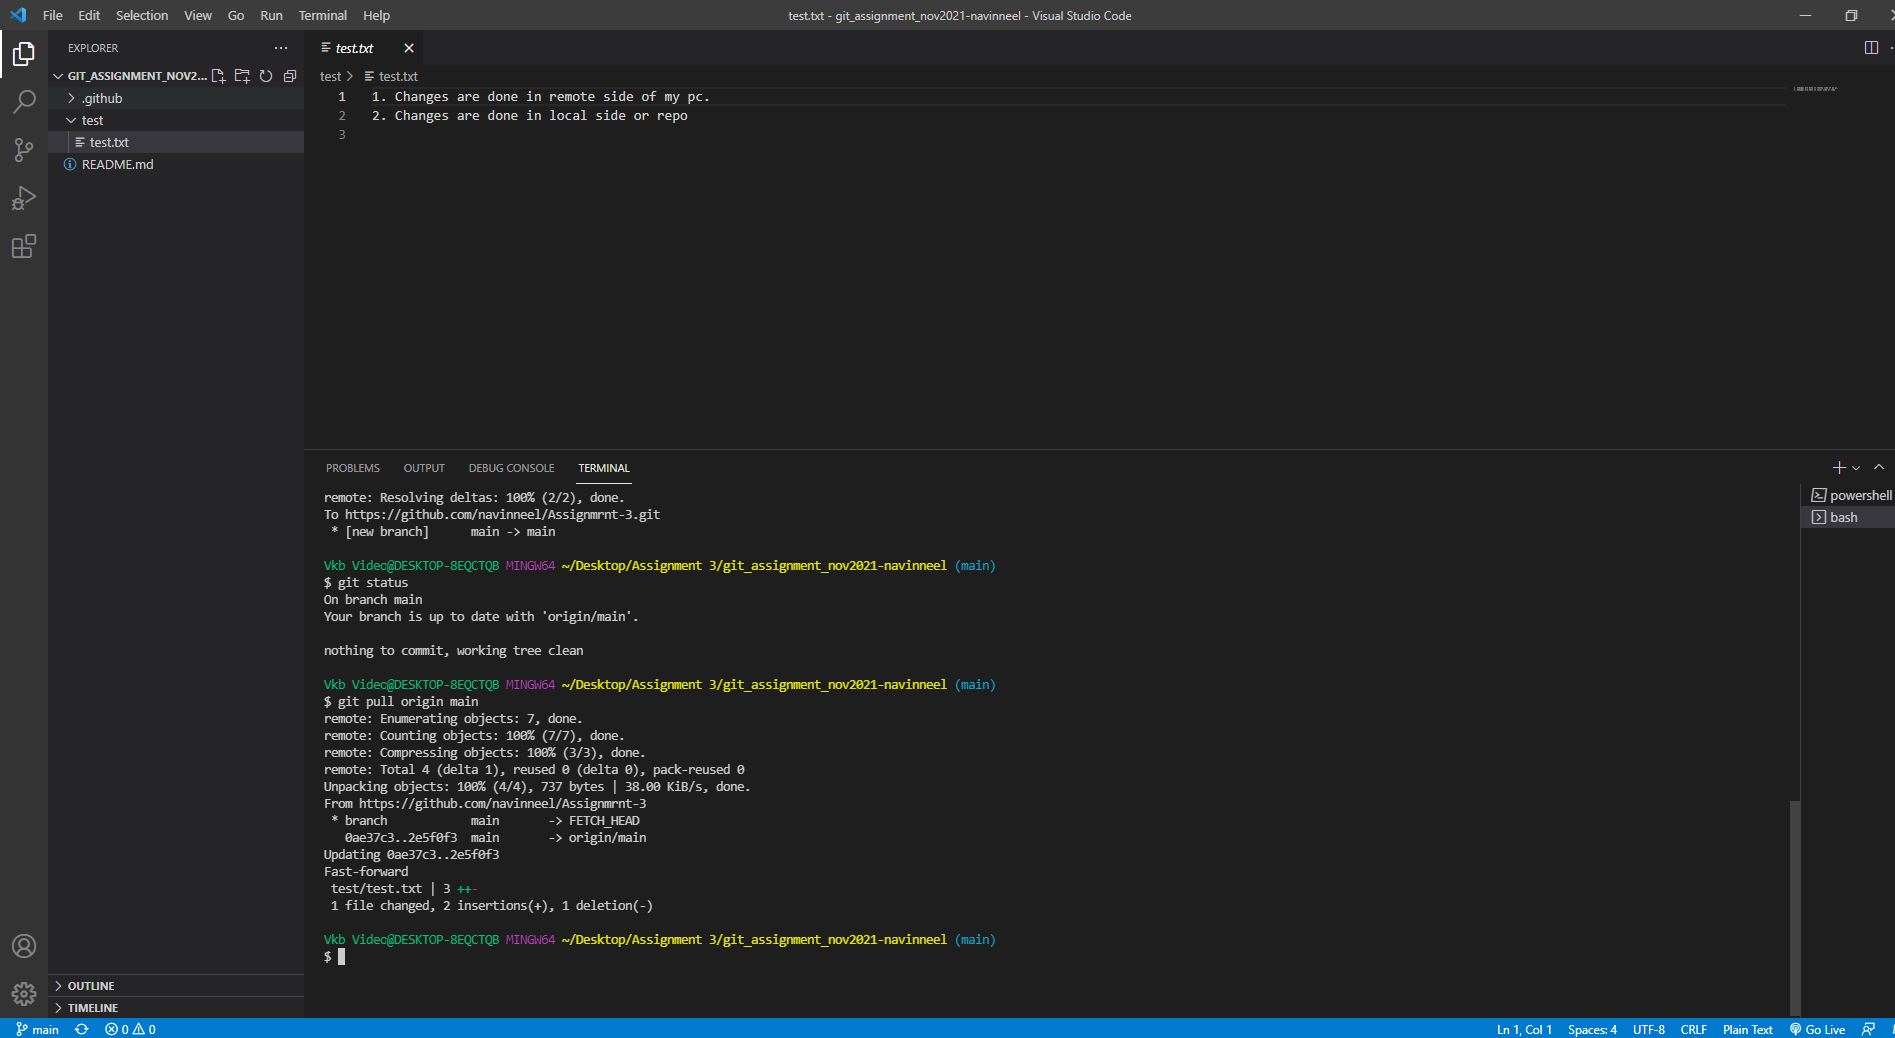 File Edit Selection View Go Run Terminal Help
test.txt - git_assignment_nov2021-navinneel - Visual Studio Code
EXPLORER
GIT_ASSIGNMENT_NOV2...
.github
test
test.txt
README.md
OUTLINE
TIMELINE
test.txt
test > test.txt
1 1. Changes are done in remote side of my pc.
2 2. Changes are done in local side or repo
3
PROBLEMS OUTPUT DEBUG CONSOLE TERMINAL
powershell
bash
remote: Resolving deltas: 100% (2/2), done.
To https://github.com/navinneel/Assignmrnt-3.git
* [new branch] main -> main
Vkb Video@DESKTOP-8EQCTQB MINGW64 ~/Desktop/Assignment 3/git_assignment_nov2021-navinneel (main)
$ git status
On branch main
Your branch is up to date with 'origin/main'.
nothing to commit, working tree clean
Vkb Video@DESKTOP-8EQCTQB MINGW64 ~/Desktop/Assignment 3/git_assignment_nov2021-navinneel (main)
$ git pull origin main
remote: Enumerating objects: 7, done.
remote: Counting objects: 100% (7/7), done.
remote: Compressing objects: 100% (3/3), done.
remote: Total 4 (delta 1), reused 0 (delta 0), pack-reused 0
Unpacking objects: 100% (4/4), 737 bytes | 38.00 KiB/s, done.
From https://github.com/navinneel/Assignmrnt-3
* branch main -> FETCH_HEAD
0ae37c3..2e5f0f3 main -> origin/main
Updating 0ae37c3..2e5f0f3
Fast-forward
test/test.txt | 3 ++-
1 file changed, 2 insertions(+), 1 deletion(-)
Vkb Video@DESKTOP-8EQCTQB MINGW64 ~/Desktop/Assignment 3/git_assignment_nov2021-navinneel (main)
$
main 0 0 Ln 1, Col 1 Spaces: 4 UTF-8 CRLF Plain Text Go Live